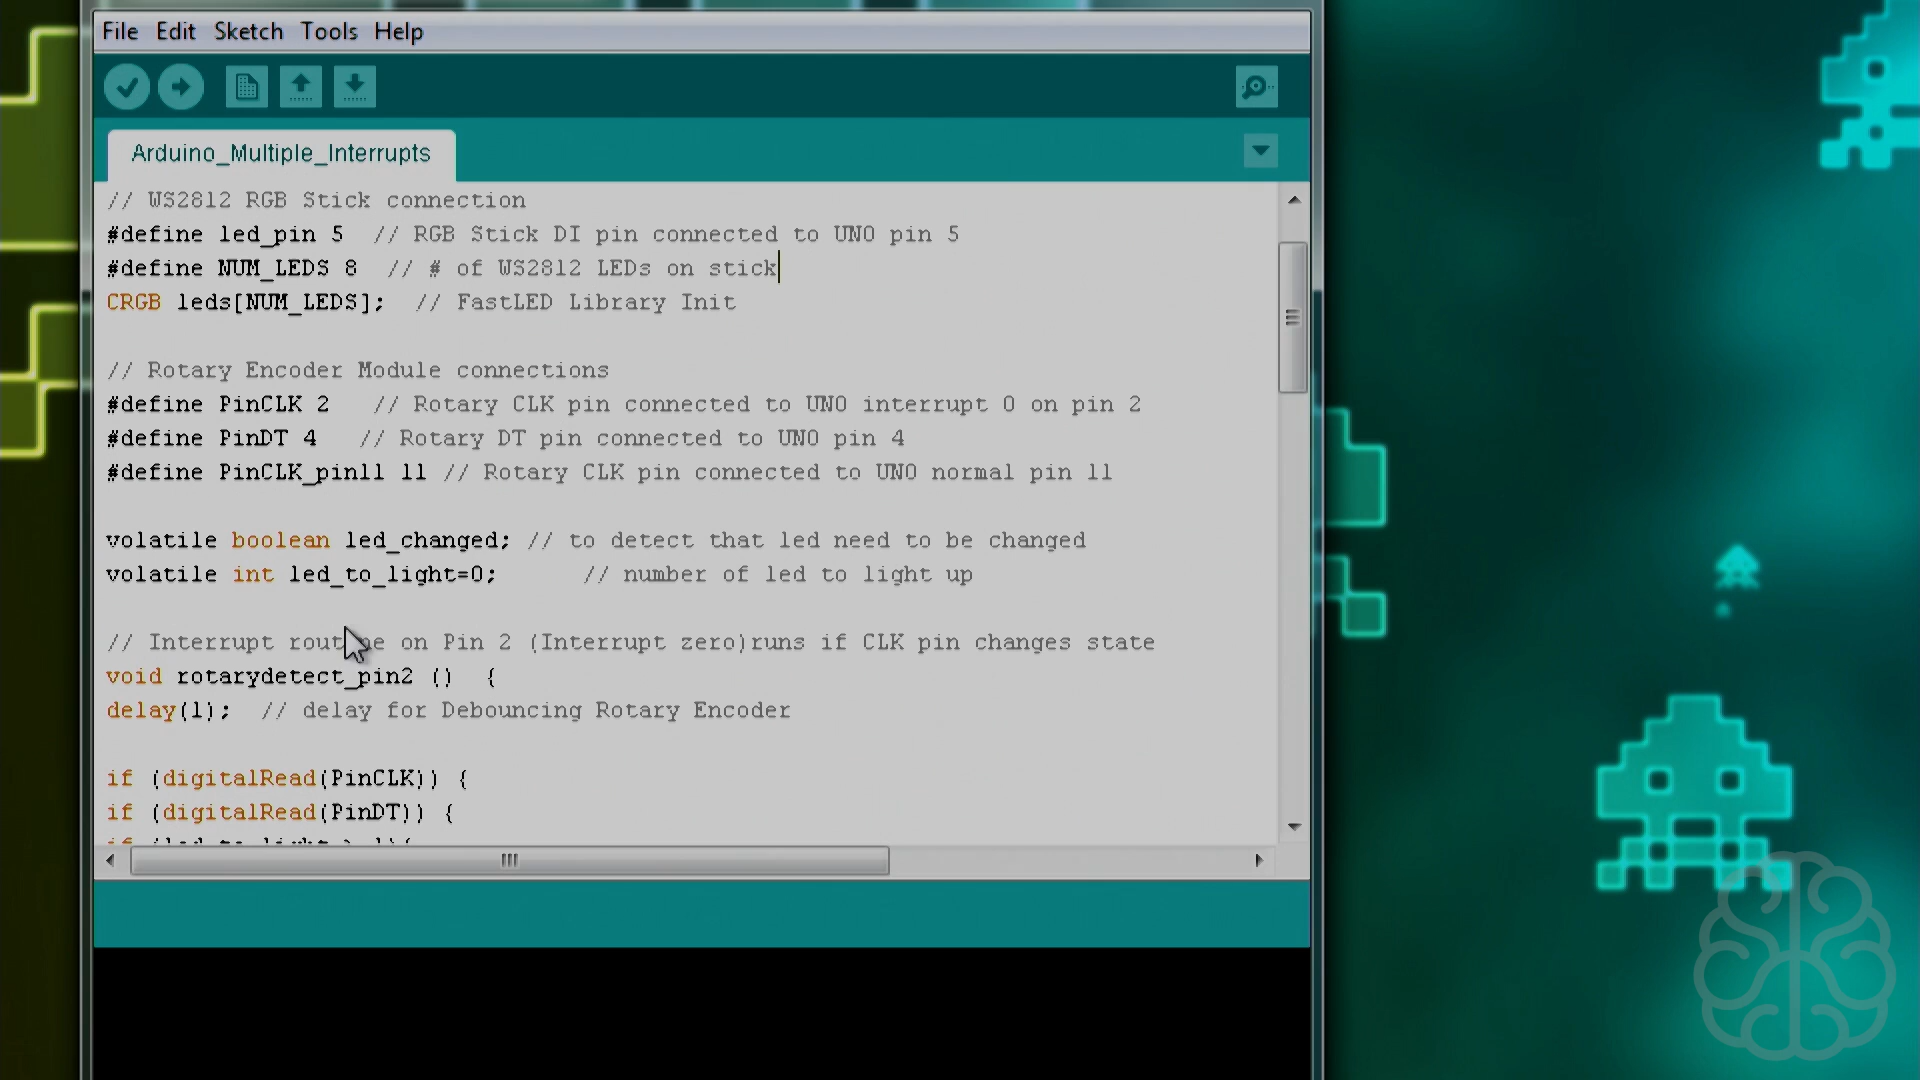 File Edit Sketch Tools Help
Arduino_Multiple_Interrupts
// WS2812 RGB Stick connection
#define led_pin 5  // RGB Stick DI pin connected to UNO pin 5
#define NUM_LEDS 8  // # of WS2812 LEDs on stick
CRGB leds[NUM_LEDS];  // FastLED Library Init
// Rotary Encoder Module connections
#define PinCLK 2   // Rotary CLK pin connected to UNO interrupt 0 on pin 2
#define PinDT 4   // Rotary DT pin connected to UNO pin 4
#define PinCLK_pin11 11 // Rotary CLK pin connected to UNO normal pin 11
volatile boolean led_changed; // to detect that led need to be changed
volatile int led_to_light=0;      // number of led to light up
// Interrupt routine on Pin 2 (Interrupt zero)runs if CLK pin changes state
void rotarydetect_pin2 ()  {
delay(1);  // delay for Debouncing Rotary Encoder
if (digitalRead(PinCLK)) {
if (digitalRead(PinDT)) {